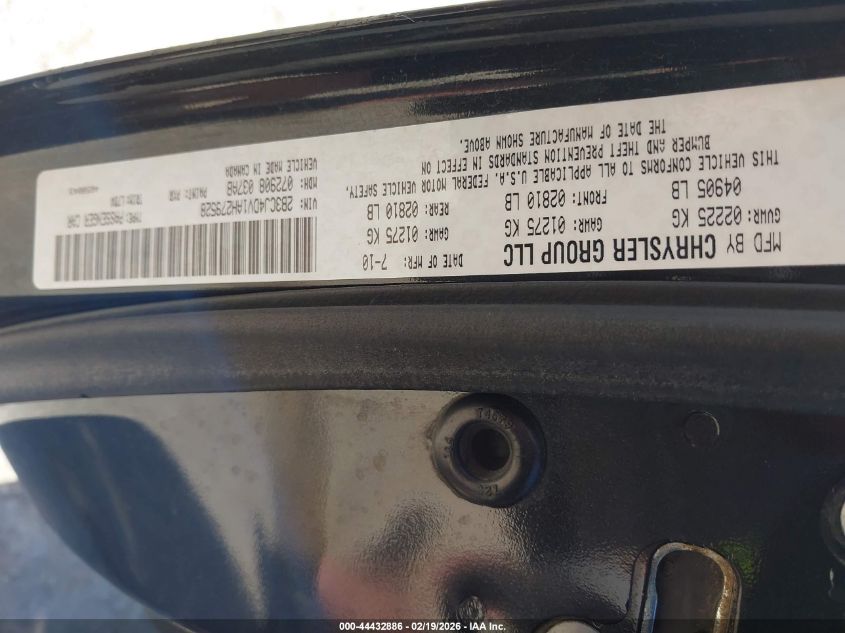 MFD BY CHRYSLER GROUP LLC
DATE OF MFR: 7-10
GVWR: 02225 KG
04905 LB
GAWR: 01275 KG
FRONT: 02810 LB
GAWR: 01275 KG
REAR: 02810 LB
THIS VEHICLE CONFORMS TO ALL APPLICABLE U.S.A. FEDERAL MOTOR VEHICLE SAFETY,
BUMPER AND THEFT PREVENTION STANDARDS IN EFFECT ON
THE DATE OF MANUFACTURE SHOWN ABOVE.
VIN: 2B3CJ4DV1AH279528
TYPE: PASSENGER CAR
MDH: 072908 037AB
PAINT: PXR
VEHICLE MADE IN CANADA
000-44432886 - 02/19/2026 - IAA Inc.